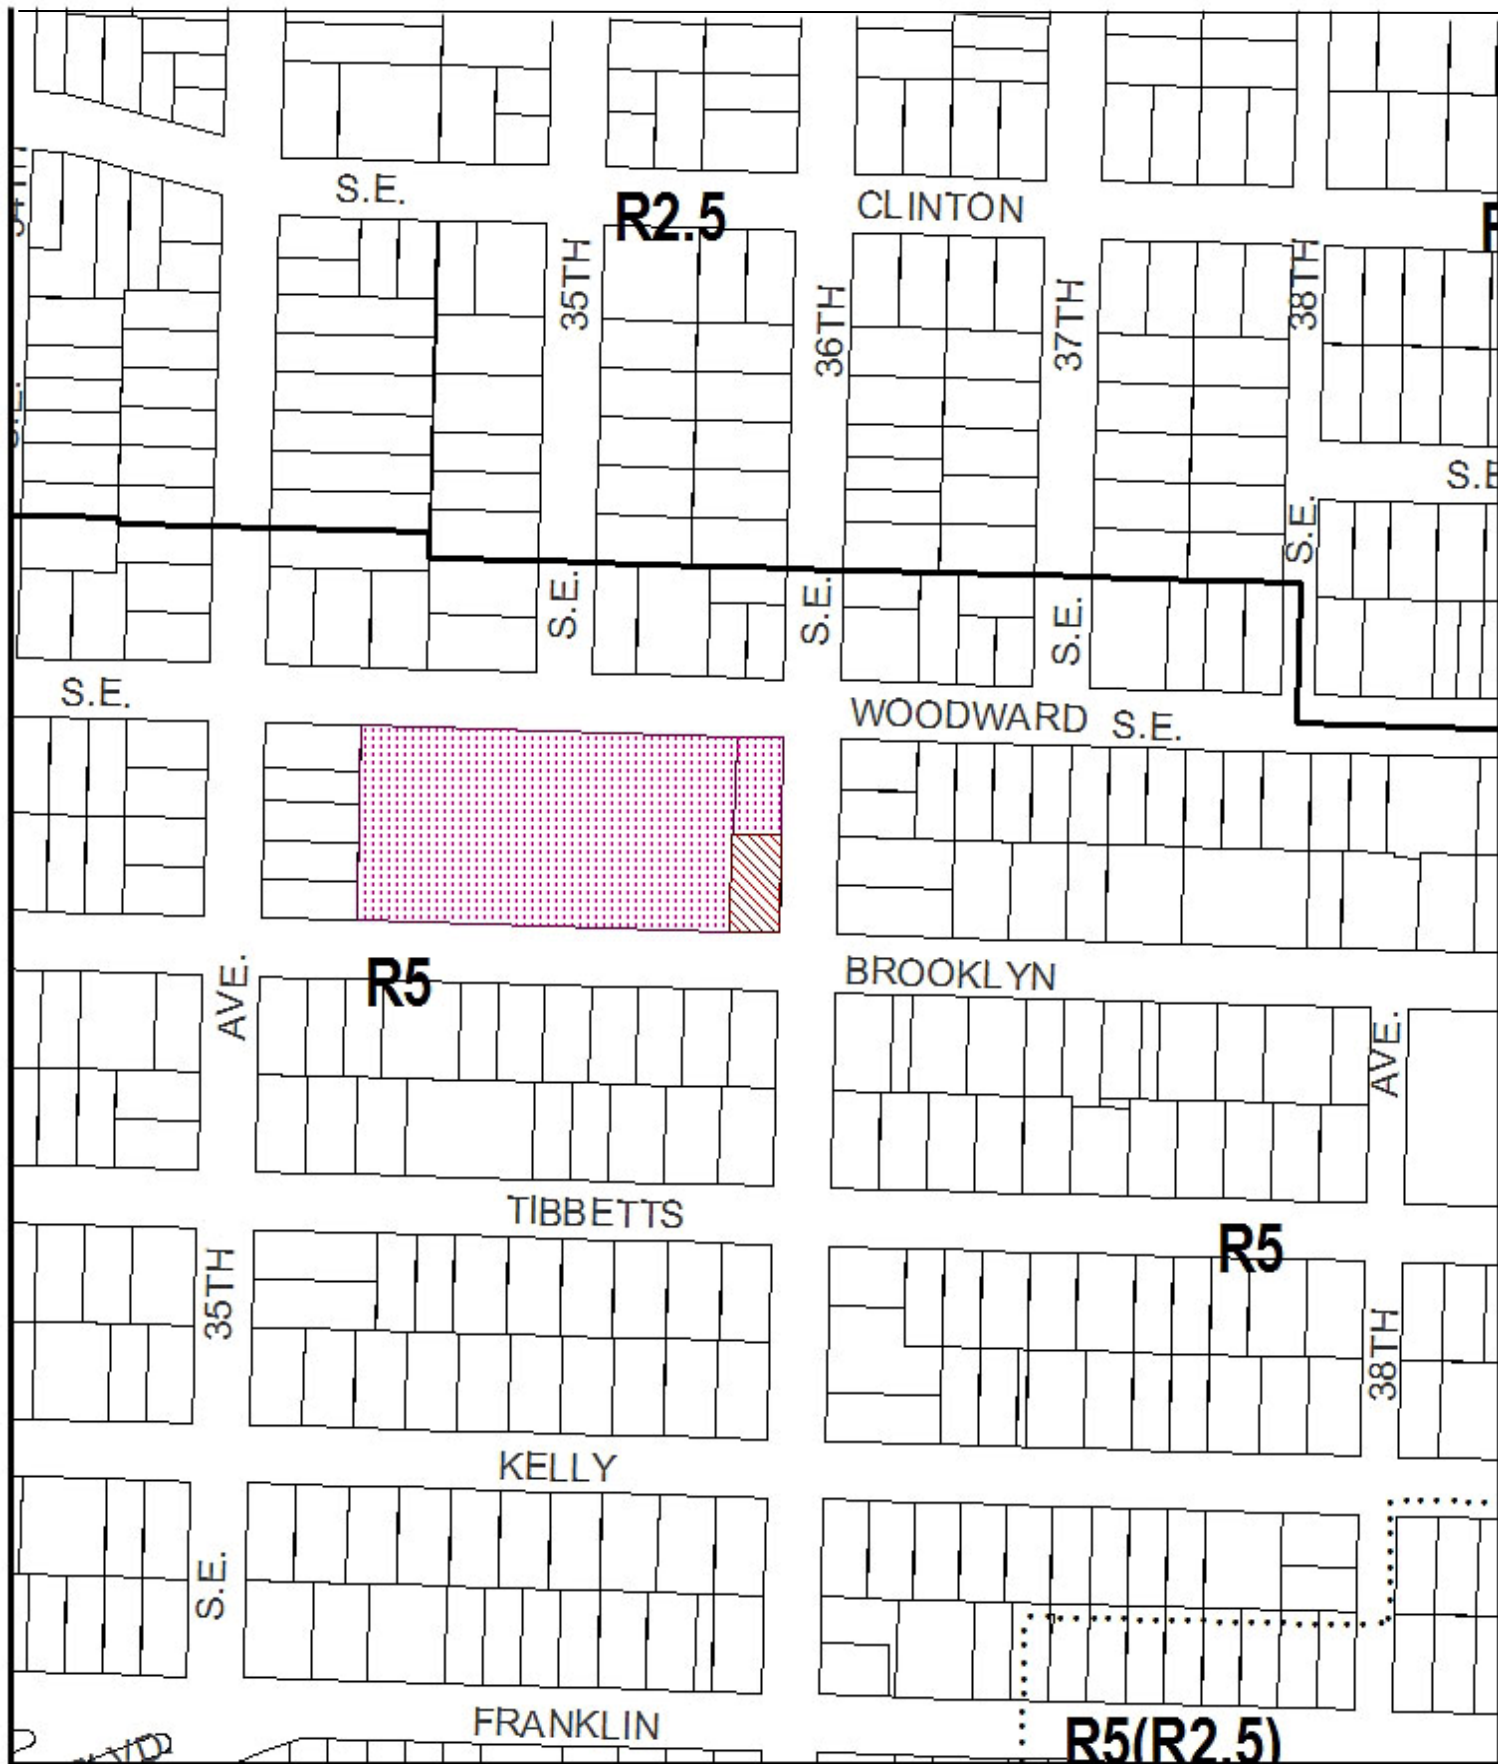 S.E.
R2.5
CLINTON
35TH
36TH
37TH
38TH
S.E.
S.E.
S.E.
S.E.
S.E.
WOODWARD
S.E.
R5
BROOKLYN
AVE.
AVE.
TIBBETTS
R5
35TH
38TH
KELLY
S.E.
FRANKLIN
R5(R2.5)